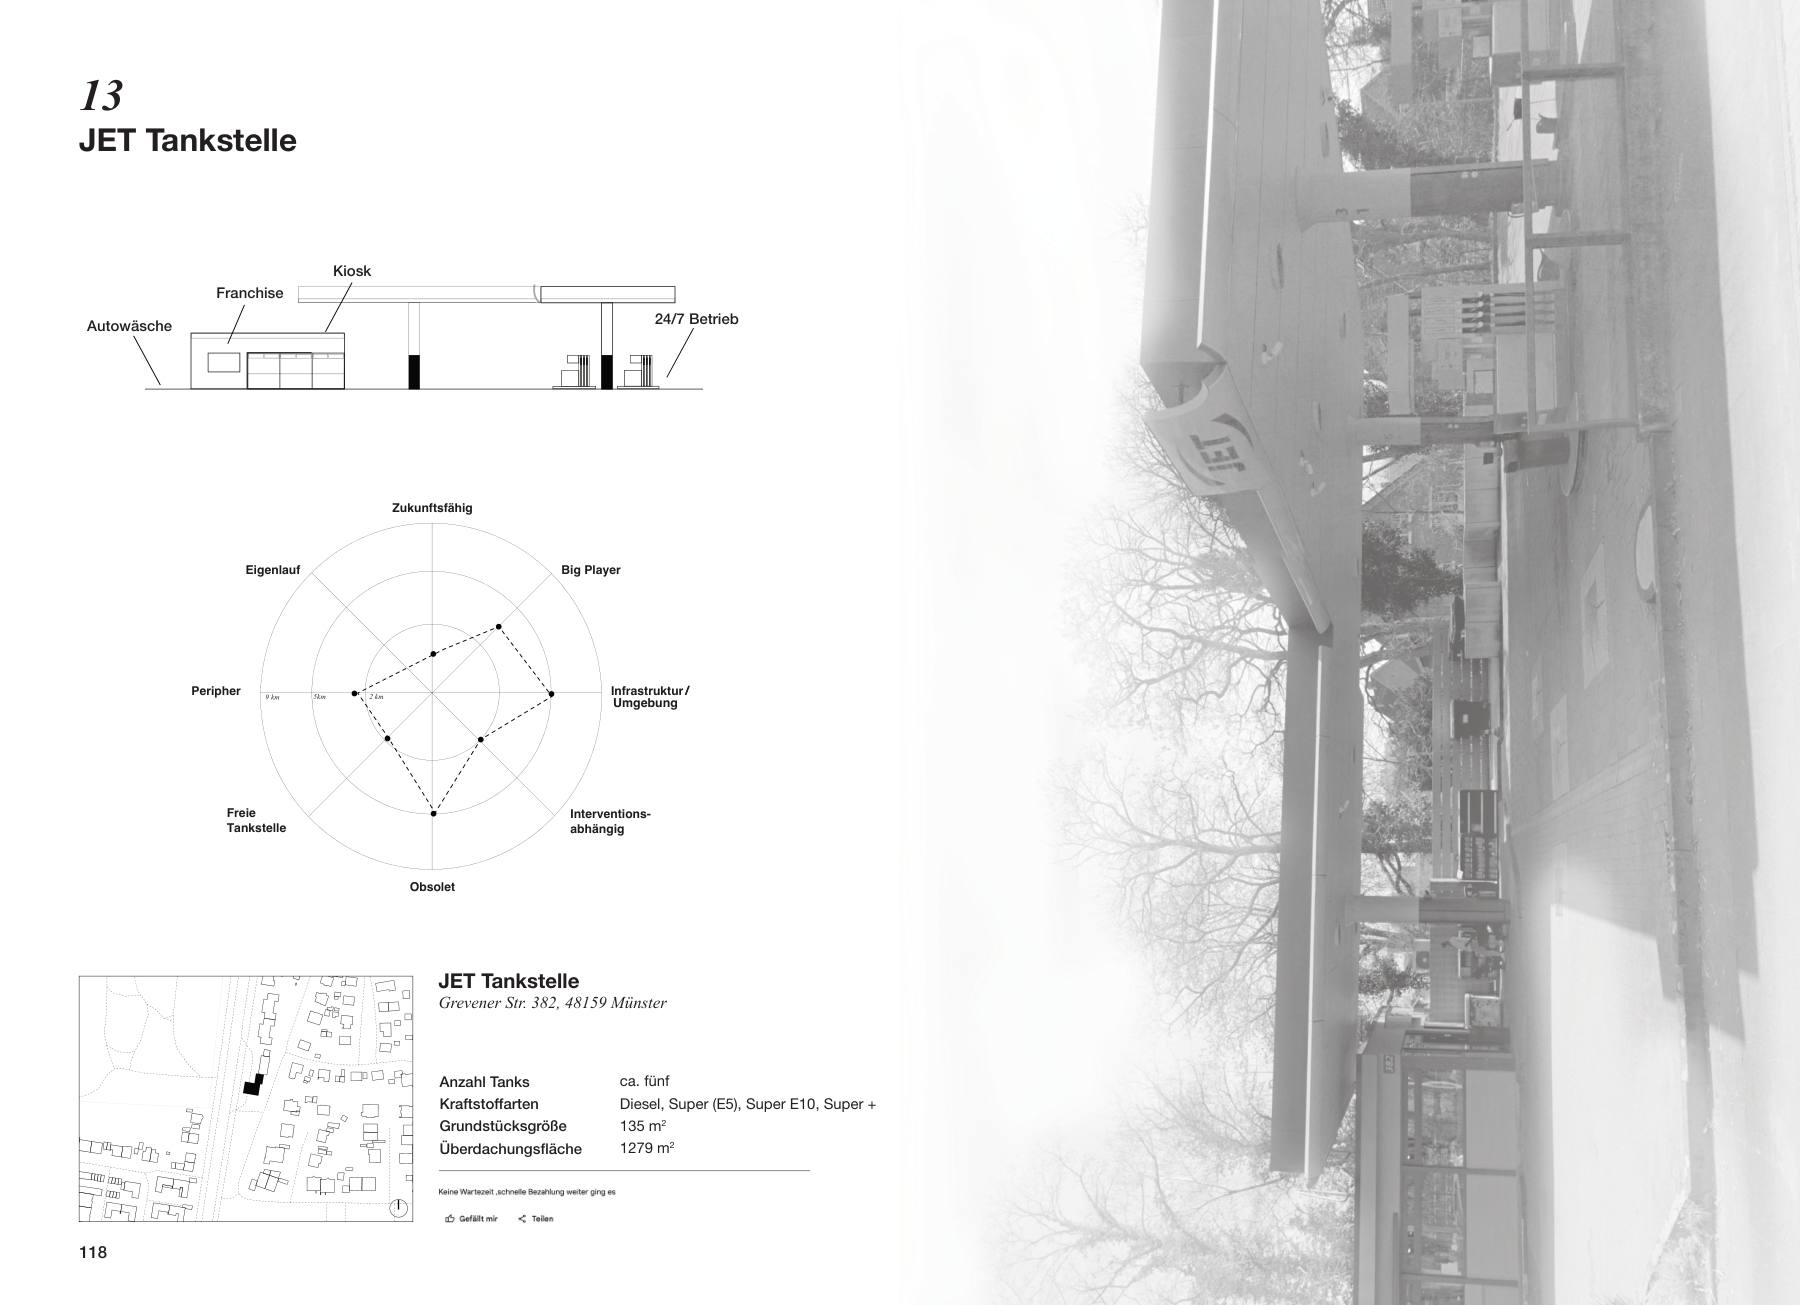 13
JET Tankstelle
Kiosk
Franchise
24/7 Betrieb
Autowäsche
Zukunftsfähig
Eigenlauf
Big Player
Peripher
9 km
5km
2 km
Infrastruktur/
Umgebung
Freie
Tankstelle
Interventions-
abhängig
Obsolet
JET Tankstelle
Grevener Str. 382, 48159 Münster
Anzahl Tanks ca. fünf
Kraftstoffarten Diesel, Super (E5), Super E10, Super +
Grundstücksgröße 135 m²
Überdachungsfläche 1279 m²
Keine Wartezeit ,schnelle Bezahlung weiter ging es
Gefällt mir Teilen
118
JET
3
1
382